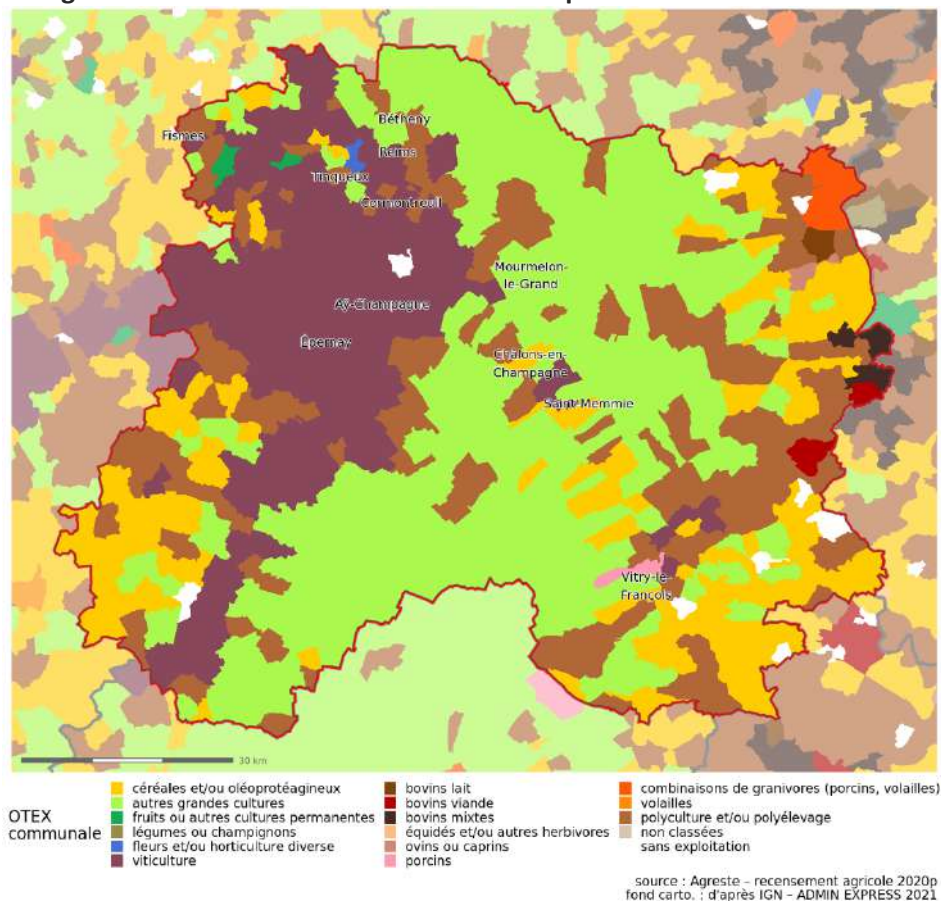 Fismes
Bétheny
Reims
Tinqueux
Cormontreuil
Mourmelon-
le-Grand
Aÿ-Champagne
Épernay
Châlons-en-
Champagne
Saint-Memmie
Vitry-le-
François
30 km
OTEX
communale
céréales et/ou oléoprotéagineux
autres grandes cultures
fruits ou autres cultures permanentes
légumes ou champignons
fleurs et/ou horticulture diverse
viticulture
bovins lait
bovins viande
bovins mixtes
équidés et/ou autres herbivores
ovins ou caprins
porcins
combinaisons de granivores (porcins, volailles)
volailles
polyculture et/ou polyélevage
non classées
sans exploitation
source : Agreste – recensement agricole 2020p
fond carto. : d'après IGN – ADMIN EXPRESS 2021